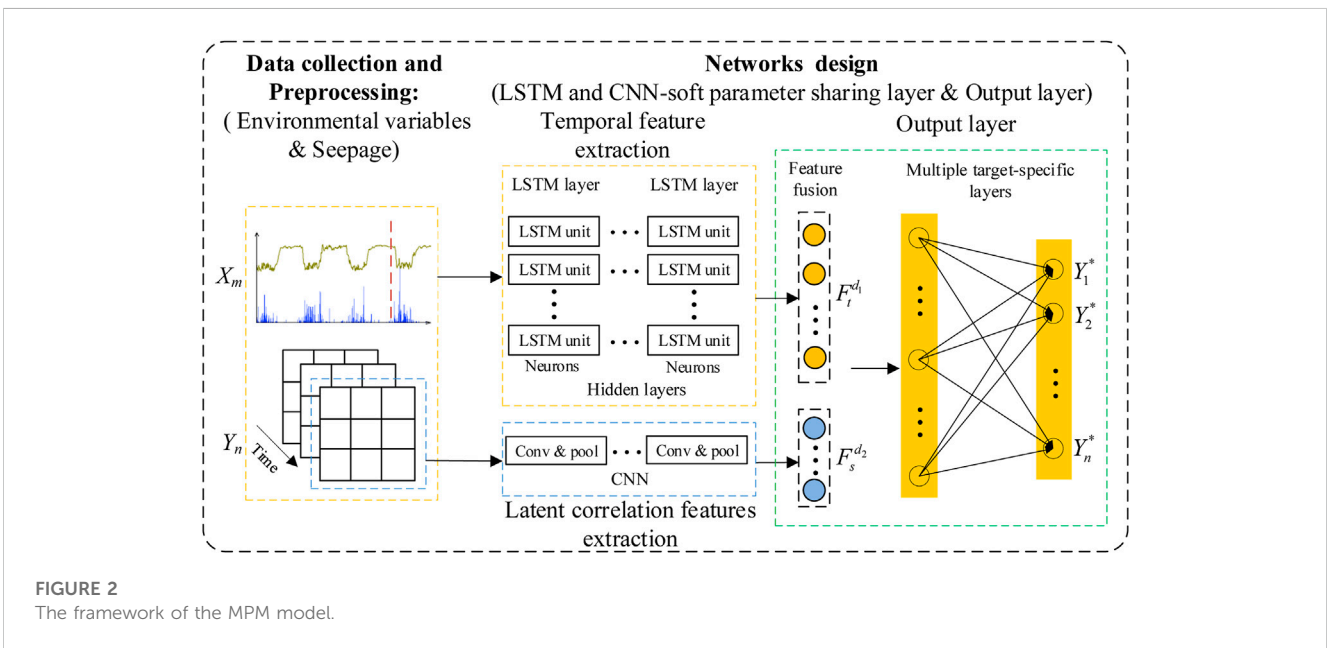 Data collection and
Preprocessing:
( Environmental variables
& Seepage)
Networks design
(LSTM and CNN-soft parameter sharing layer & Output layer)
Temporal feature
extraction
Output layer
X_m
Y_n
Time
LSTM layer
LSTM layer
LSTM unit
LSTM unit
LSTM unit
LSTM unit
LSTM unit
LSTM unit
Neurons
Neurons
Hidden layers
Conv & pool
Conv & pool
CNN
Latent correlation features
extraction
Feature
fusion
F_t^{d_1}
F_s^{d_2}
Multiple target-specific
layers
Y_1^*
Y_2^*
Y_n^*
FIGURE 2
The framework of the MPM model.